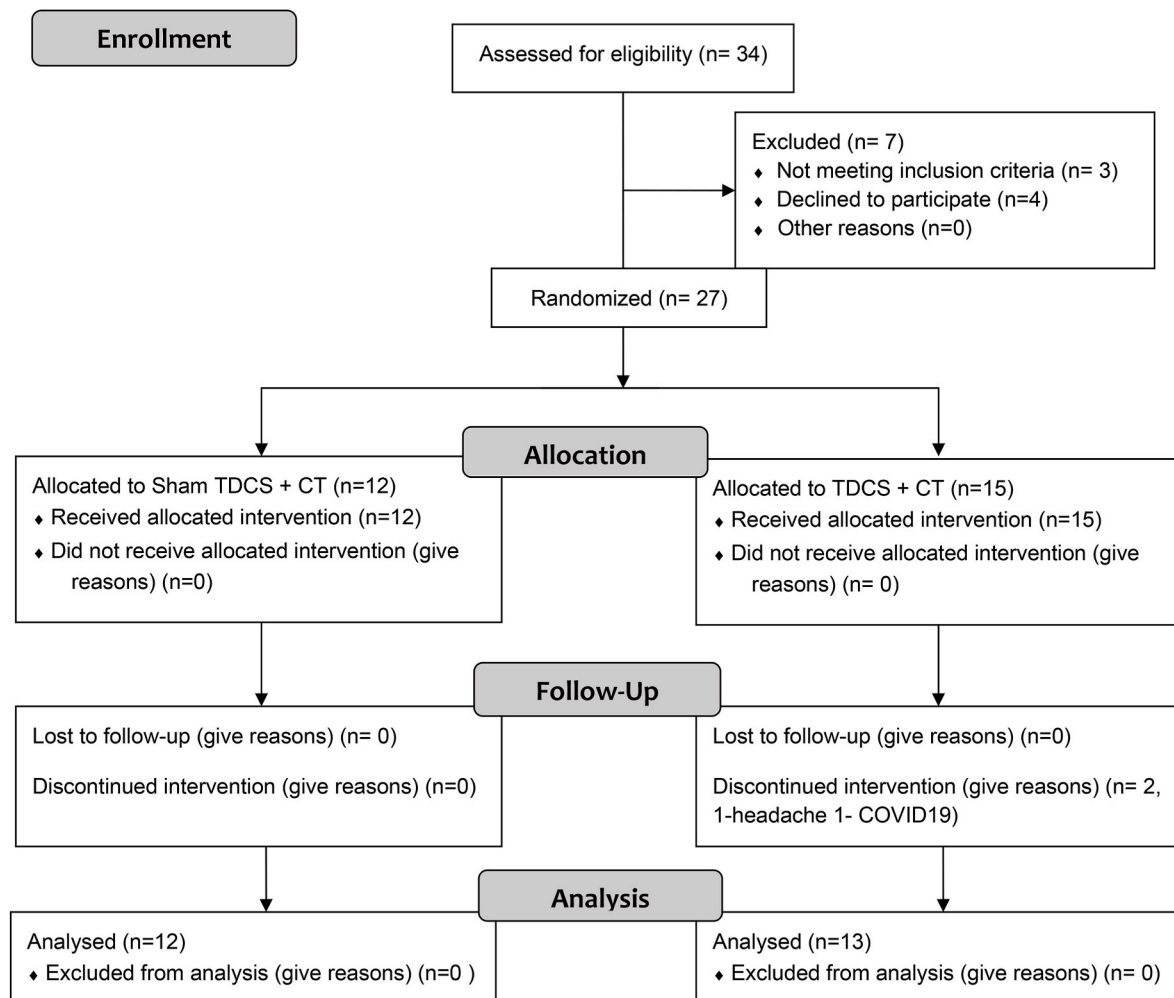 Enrollment
Assessed for eligibility (n= 34)
Excluded (n= 7)
♦ Not meeting inclusion criteria (n= 3)
♦ Declined to participate (n=4)
♦ Other reasons (n=0)
Randomized (n= 27)
Allocation
Allocated to Sham TDCS + CT (n=12)
♦ Received allocated intervention (n=12)
♦ Did not receive allocated intervention (give
reasons) (n=0)
Allocated to TDCS + CT (n=15)
♦ Received allocated intervention (n=15)
♦ Did not receive allocated intervention (give
reasons) (n= 0)
Follow-Up
Lost to follow-up (give reasons) (n= 0)
Discontinued intervention (give reasons) (n=0)
Lost to follow-up (give reasons) (n=0)
Discontinued intervention (give reasons) (n= 2,
1-headache 1- COVID19)
Analysis
Analysed (n=12)
♦ Excluded from analysis (give reasons) (n=0 )
Analysed (n=13)
♦ Excluded from analysis (give reasons) (n= 0)